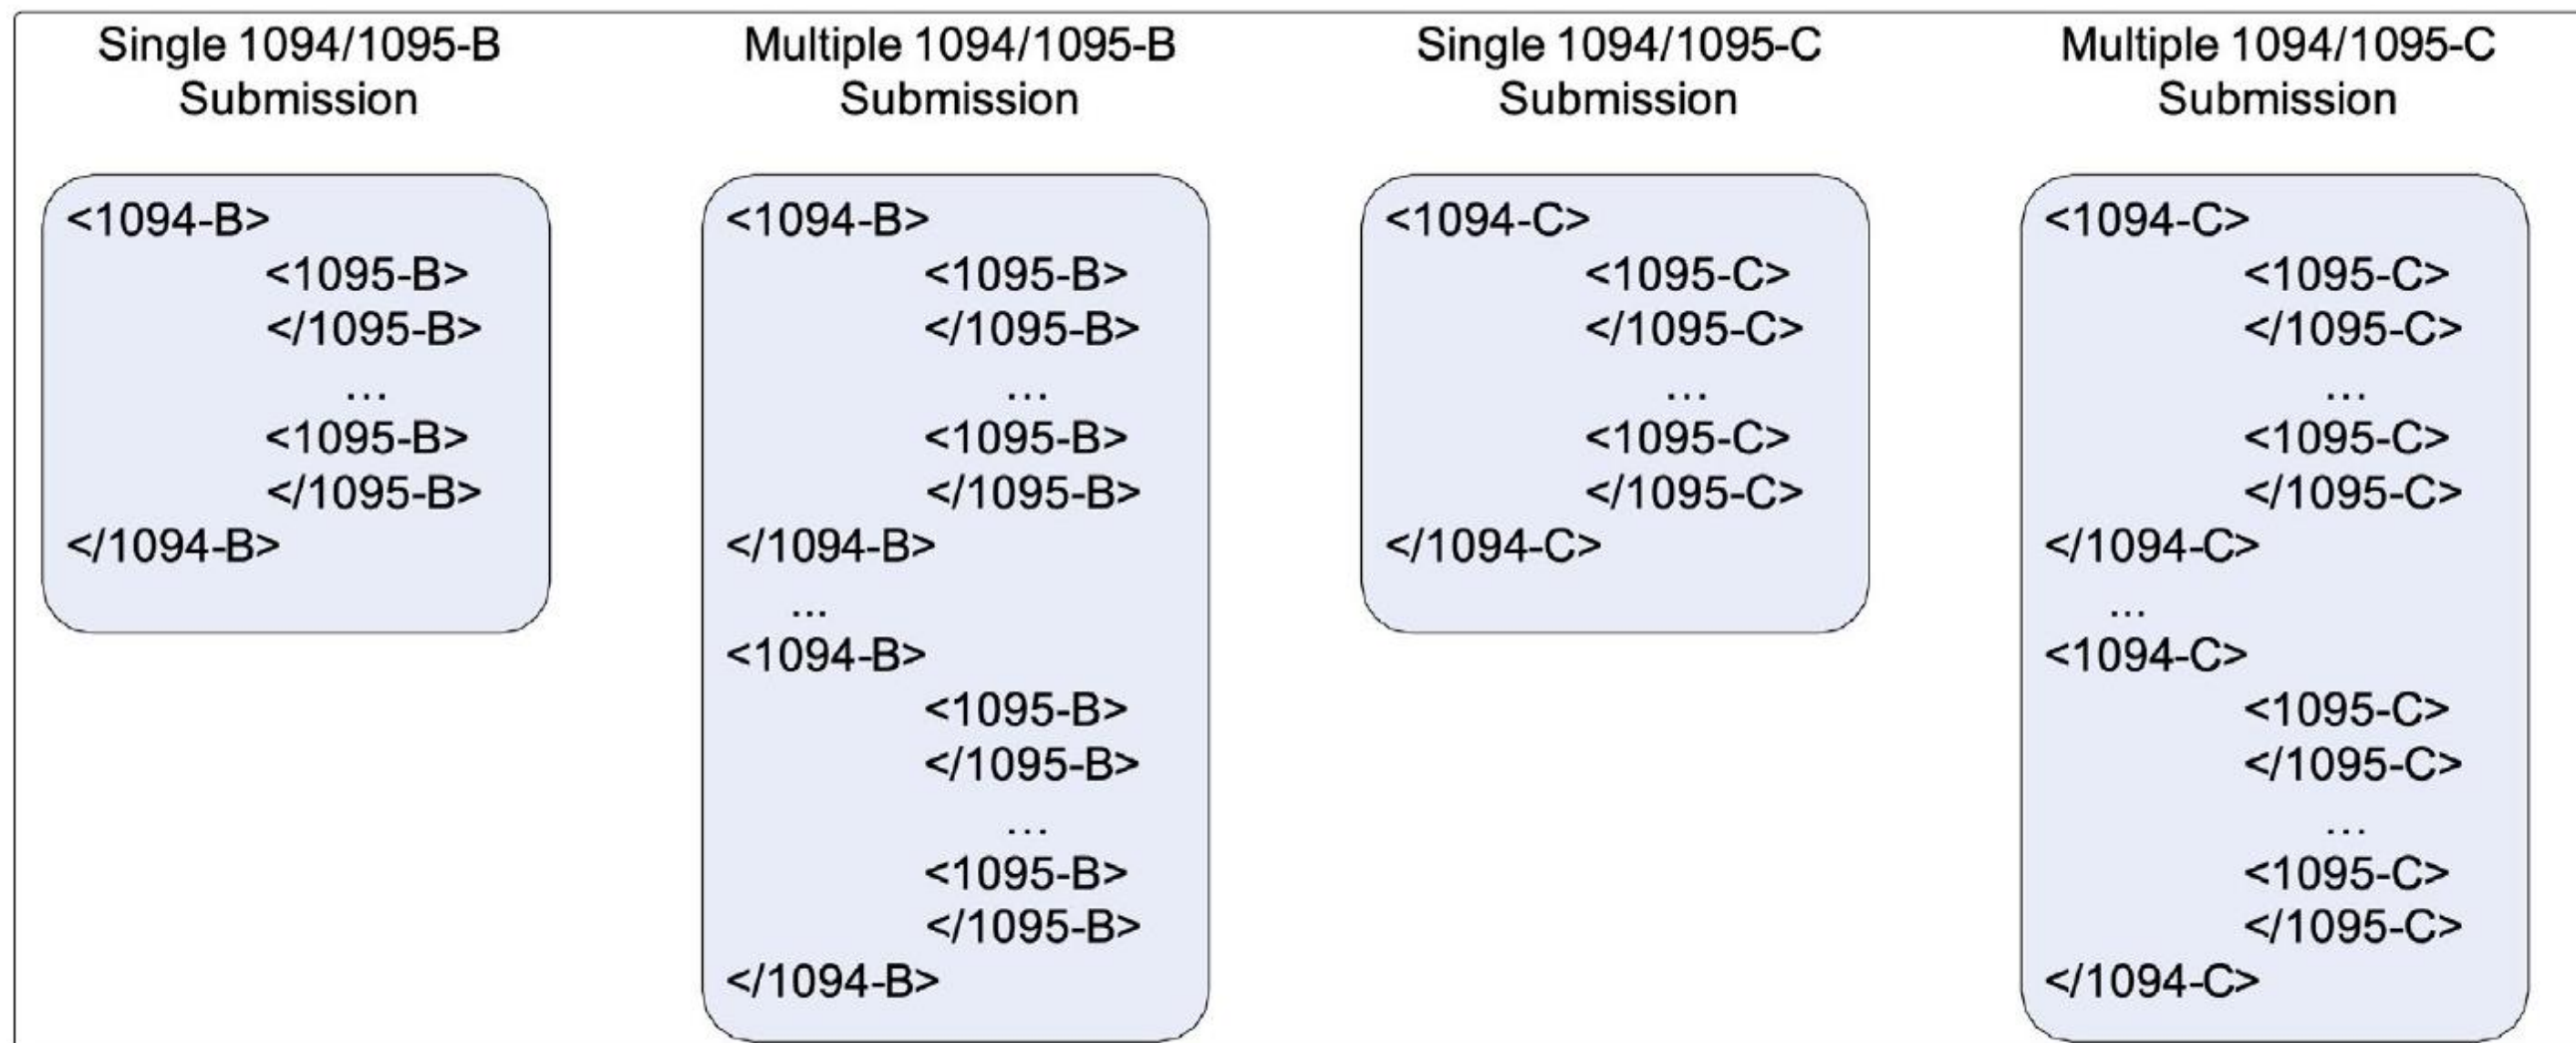 Single 1094/1095-B
Submission
<1094-B>
<1095-B>
</1095-B>
...
<1095-B>
</1095-B>
</1094-B>
Multiple 1094/1095-B
Submission
<1094-B>
<1095-B>
</1095-B>
...
<1095-B>
</1095-B>
</1094-B>
...
<1094-B>
<1095-B>
</1095-B>
...
<1095-B>
</1095-B>
</1094-B>
Single 1094/1095-C
Submission
<1094-C>
<1095-C>
</1095-C>
...
<1095-C>
</1095-C>
</1094-C>
Multiple 1094/1095-C
Submission
<1094-C>
<1095-C>
</1095-C>
...
<1095-C>
</1095-C>
</1094-C>
...
<1094-C>
<1095-C>
</1095-C>
...
<1095-C>
</1095-C>
</1094-C>